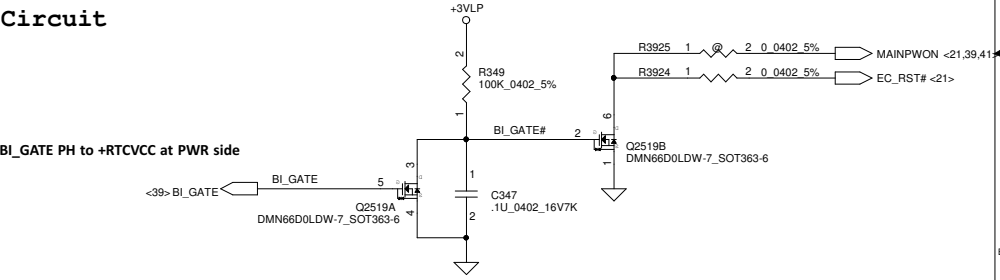 Circuit
+3VLP
R3925 1 @ 2 0_0402_5% MAINPWON <21,39,41>
R3924 1 2 0_0402_5% EC_RST# <21>
2
R349
100K_0402_5%
1
BI_GATE PH to +RTCVCC at PWR side
BI_GATE# 2
6
1
Q2519B
DMN66D0LDW-7_SOT363-6
3
<39> BI_GATE BI_GATE 5
4
Q2519A
DMN66D0LDW-7_SOT363-6
1
C347
.1U_0402_16V7K
2